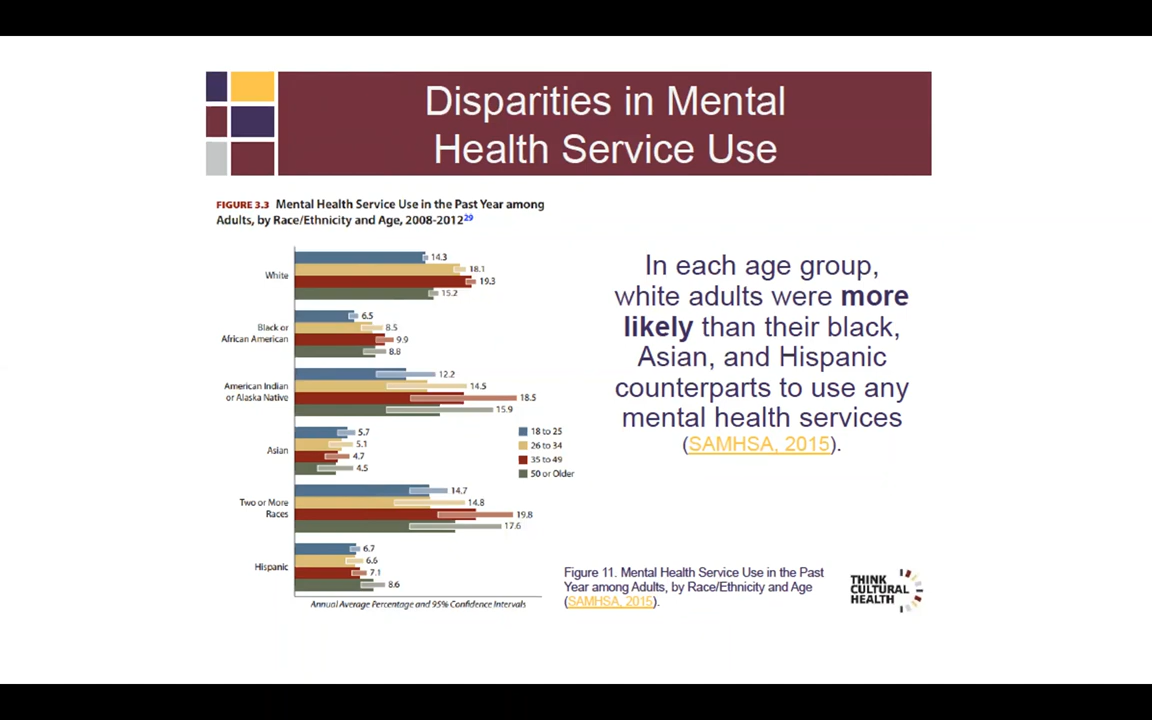 Disparities in Mental
Health Service Use
FIGURE 3.3 Mental Health Service Use in the Past Year among
Adults, by Race/Ethnicity and Age, 2008-2012²⁹
White
14.3
18.1
19.3
15.2
Black or
African American
6.5
8.5
9.9
8.8
American Indian
or Alaska Native
12.2
14.5
18.5
15.9
Asian
5.7
5.1
4.7
4.5
Two or More
Races
14.7
14.8
19.8
17.6
Hispanic
6.7
6.6
7.1
8.6
18 to 25
26 to 34
35 to 49
50 or Older
Annual Average Percentage and 95% Confidence Intervals
In each age group,
white adults were more
likely than their black,
Asian, and Hispanic
counterparts to use any
mental health services
(SAMHSA, 2015).
Figure 11. Mental Health Service Use in the Past
Year among Adults, by Race/Ethnicity and Age
(SAMHSA, 2015).
THINK
CULTURAL
HEALTH